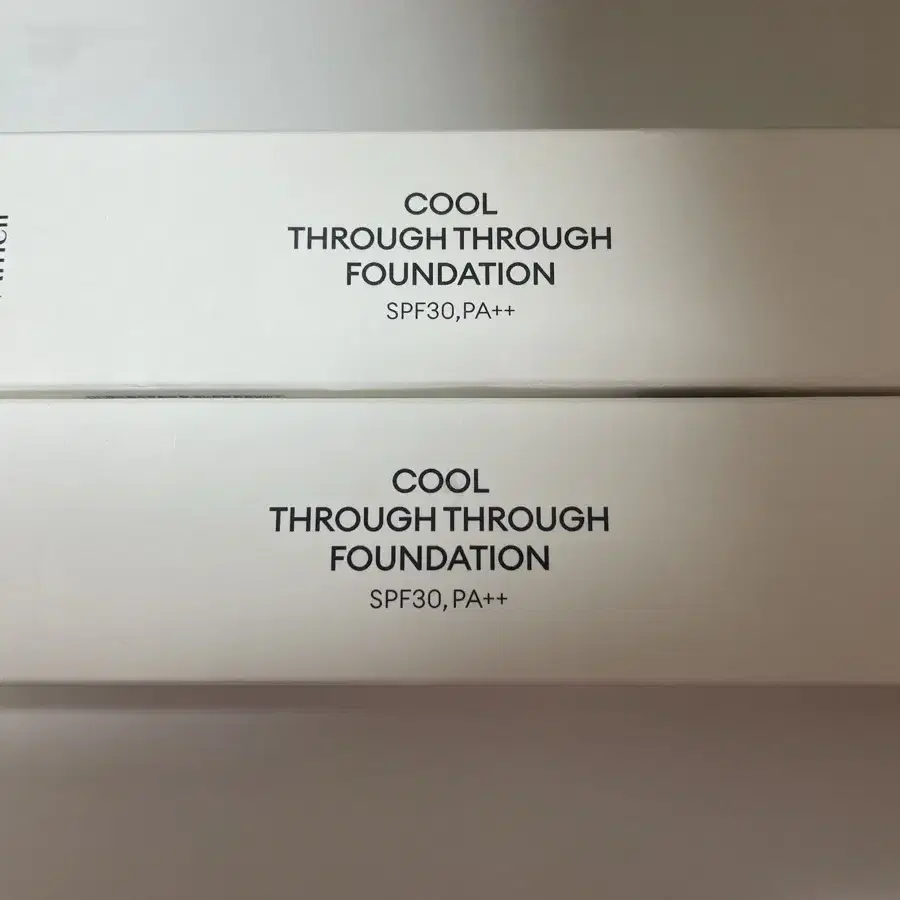 COOL
THROUGH THROUGH
FOUNDATION
SPF30,PA++
COOL
THROUGH THROUGH
FOUNDATION
SPF30,PA++